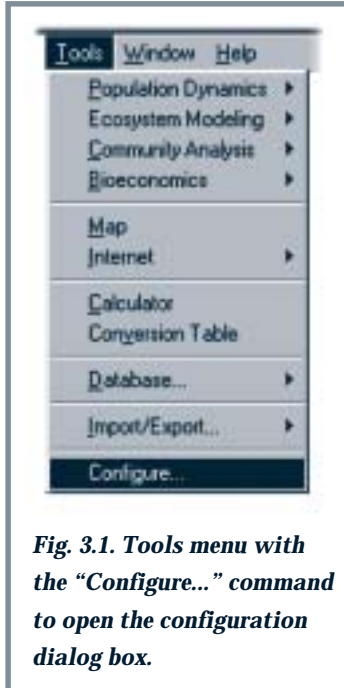 Tools Window Help
Population Dynamics
Ecosystem Modeling
Community Analysis
Bioeconomics
Map
Internet
Calculator
Conversion Table
Database...
Import/Export...
Configure...
Fig. 3.1. Tools menu with
the “Configure...” command
to open the configuration
dialog box.